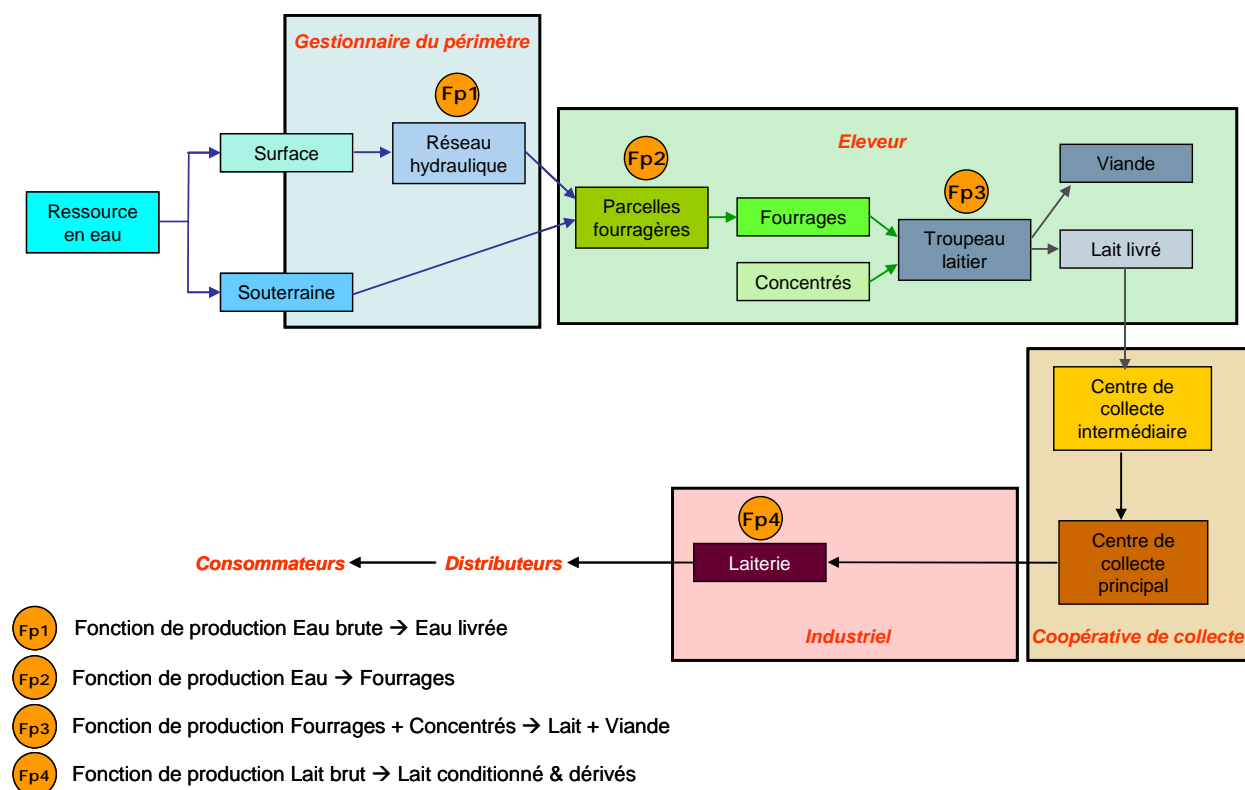 Gestionnaire du périmètre
Fp1
Surface
Réseau
hydraulique
Ressource
en eau
Souterraine
Eleveur
Fp2
Parcelles
fourragères
Fourrages
Concentrés
Fp3
Troupeau
laitier
Viande
Lait livré
Centre de
collecte
intermédiaire
Centre de
collecte
principal
Coopérative de collecte
Fp4
Laiterie
Industriel
Distributeurs
Consommateurs
Fp1 Fonction de production Eau brute → Eau livrée
Fp2 Fonction de production Eau → Fourrages
Fp3 Fonction de production Fourrages + Concentrés → Lait + Viande
Fp4 Fonction de production Lait brut → Lait conditionné & dérivés